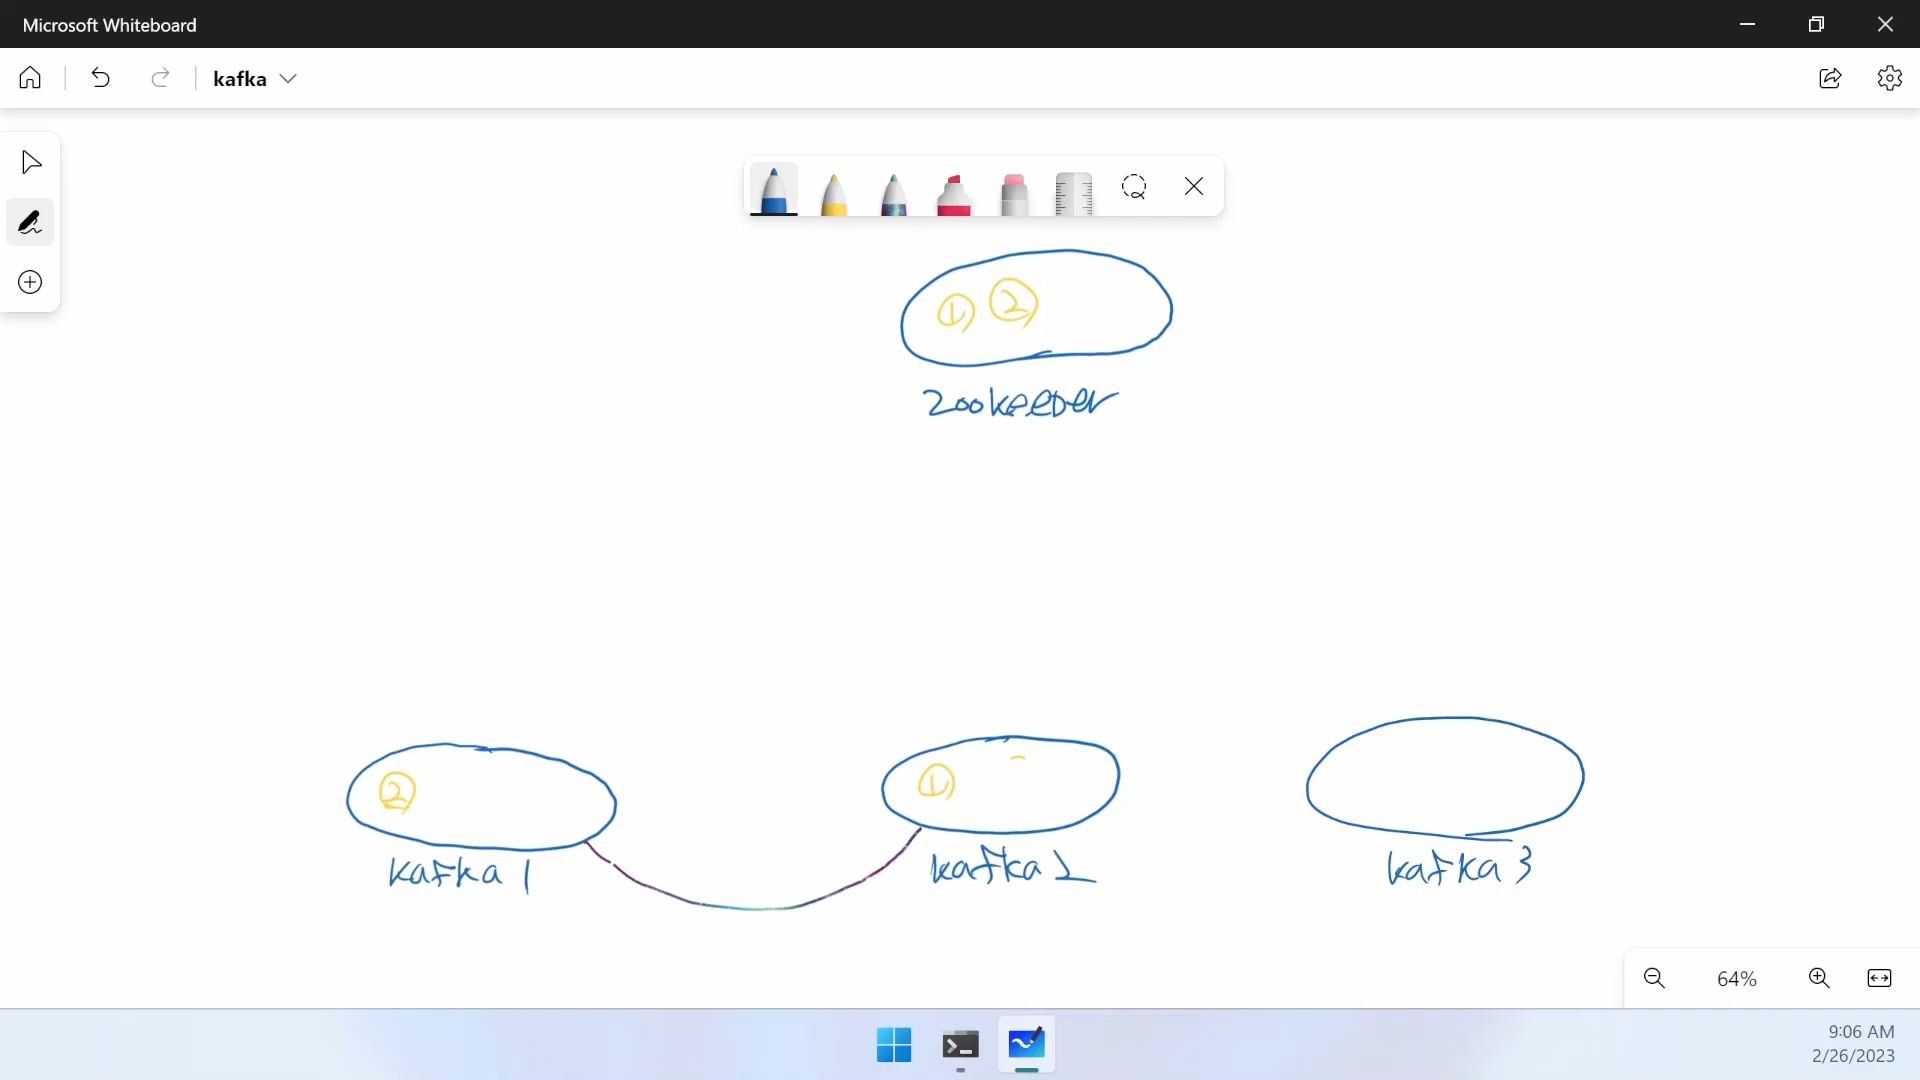 Microsoft Whiteboard
kafka
1 2
zookeeper
2
1
kafka 1
kafka 2
kafka 3
64%
9:06 AM
2/26/2023